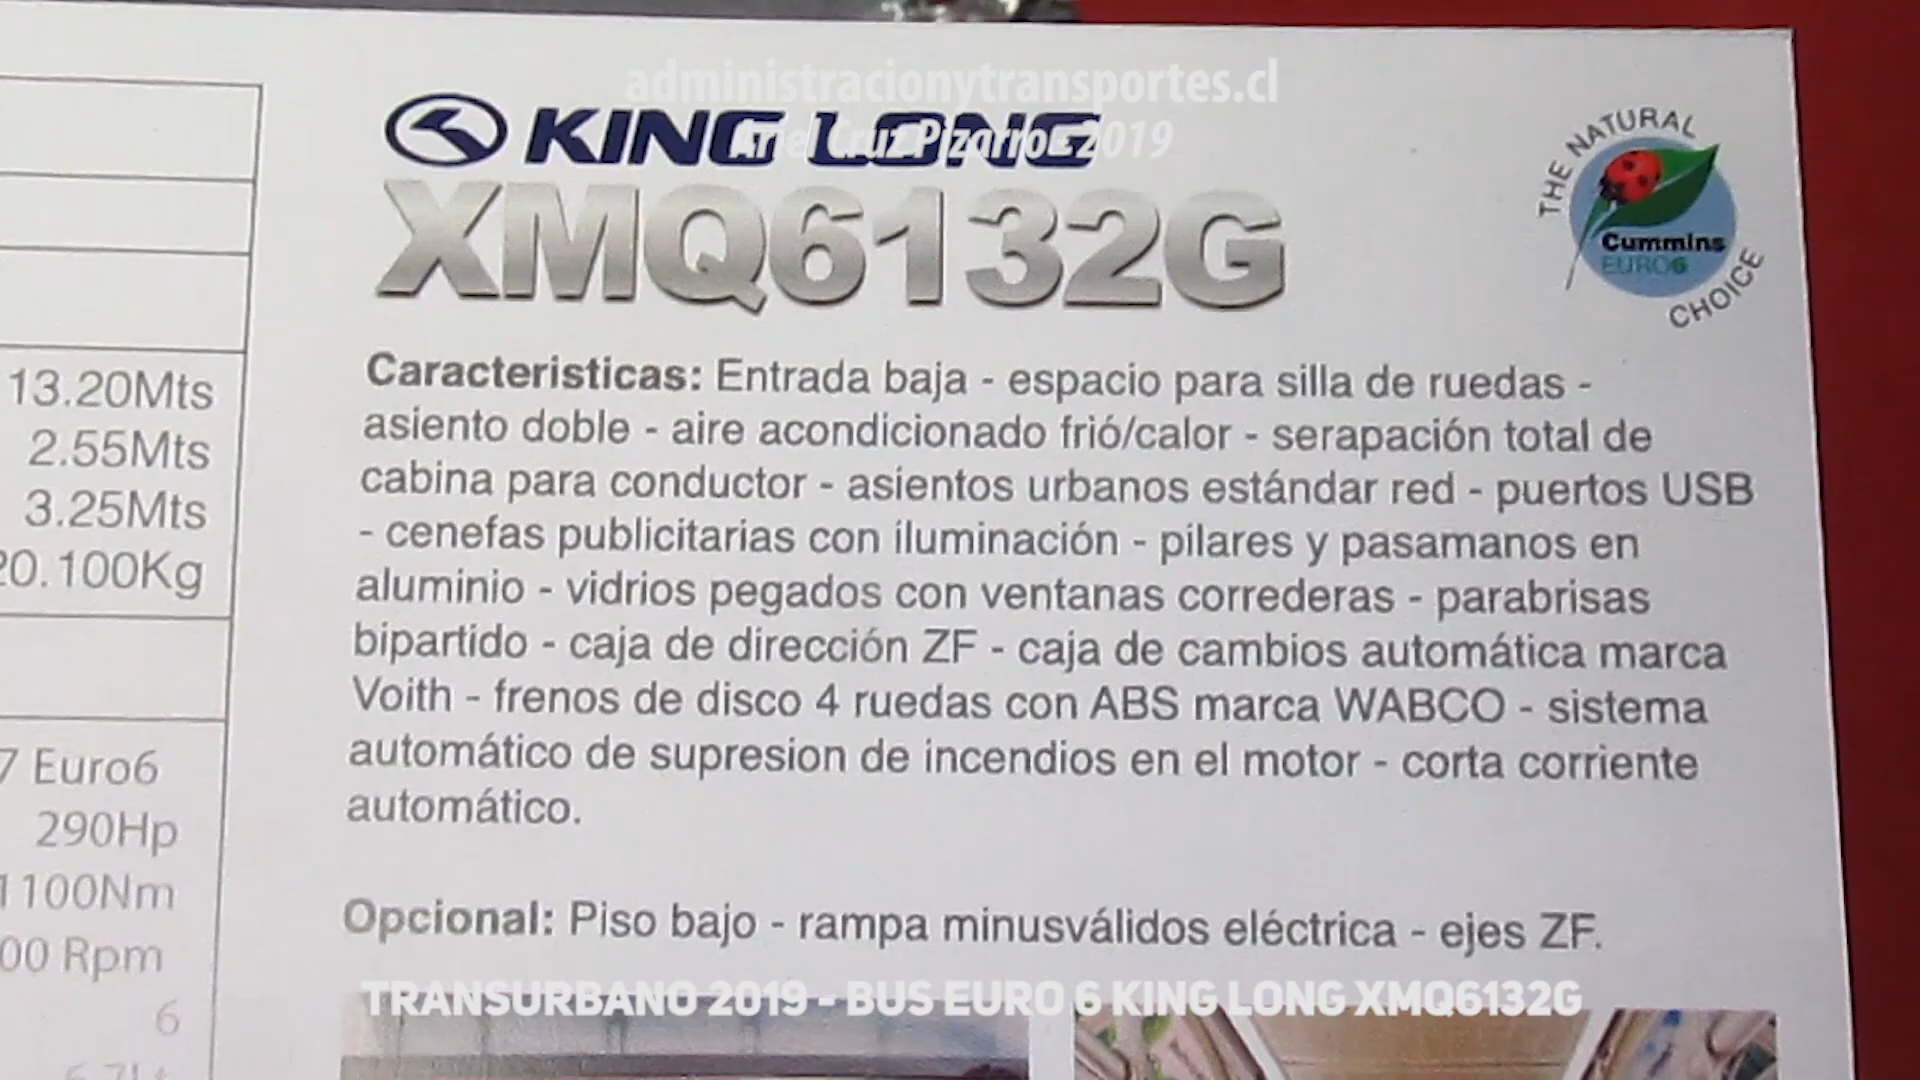 administracionytransportes.cl
Ariel Cruz Pizarro - 2019
KING LONG
XMQ6132G
THE NATURAL
Cummins
EURO6
CHOICE
13.20Mts
2.55Mts
3.25Mts
20.100Kg
7 Euro6
290Hp
1100Nm
00 Rpm
6
Caracteristicas: Entrada baja - espacio para silla de ruedas -
asiento doble - aire acondicionado frió/calor - serapación total de
cabina para conductor - asientos urbanos estándar red - puertos USB
- cenefas publicitarias con iluminación - pilares y pasamanos en
aluminio - vidrios pegados con ventanas correderas - parabrisas
bipartido - caja de dirección ZF - caja de cambios automática marca
Voith - frenos de disco 4 ruedas con ABS marca WABCO - sistema
automático de supresion de incendios en el motor - corta corriente
automático.
Opcional: Piso bajo - rampa minusválidos eléctrica - ejes ZF.
TRANSURBANO 2019 - BUS EURO 6 KING LONG XMQ6132G